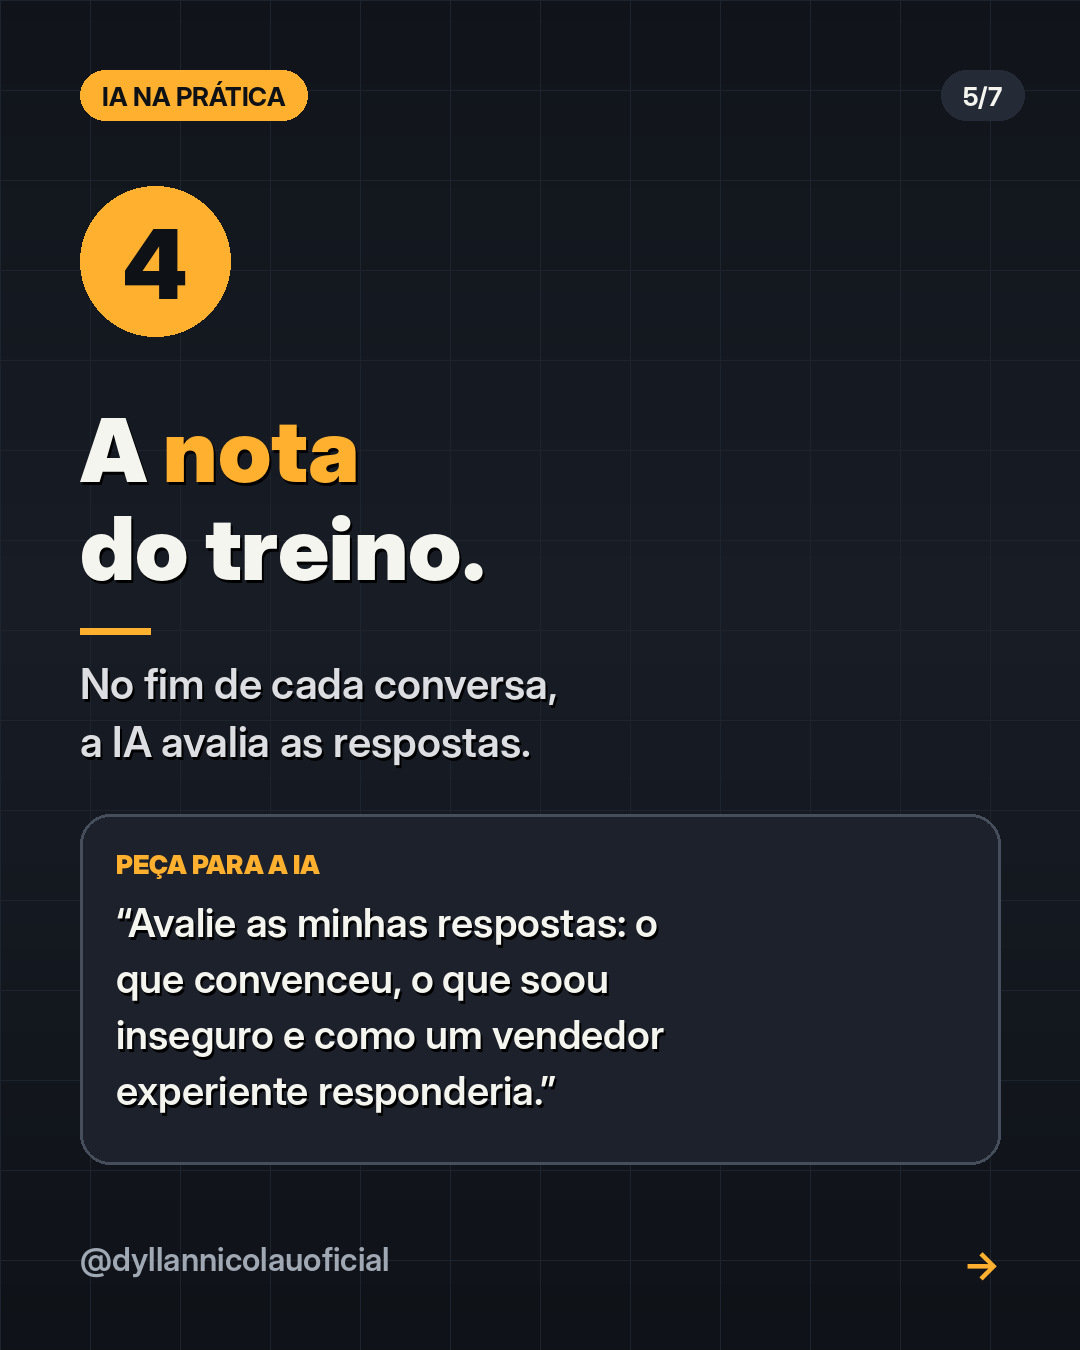 IA NA PRÁTICA
5/7
4
A nota
do treino.
No fim de cada conversa,
a IA avalia as respostas.
PEÇA PARA A IA
“Avalie as minhas respostas: o
que convenceu, o que soou
inseguro e como um vendedor
experiente responderia.”
@dyllannicolauoficial
→